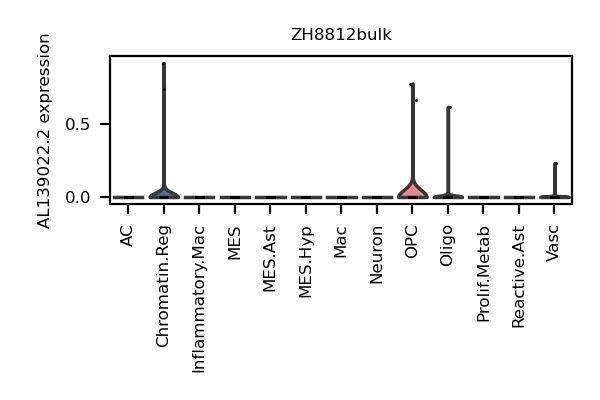 ZH8812bulk
AL139022.2 expression
0.5
0.0
AC
Chromatin.Reg
Inflammatory.Mac
MES
MES.Ast
MES.Hyp
Mac
Neuron
OPC
Oligo
Prolif.Metab
Reactive.Ast
Vasc